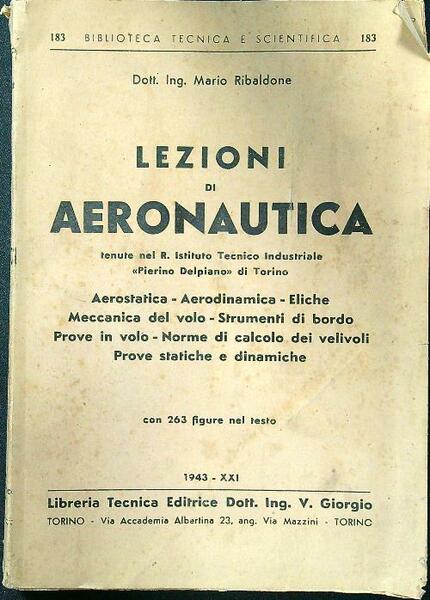 183 BIBLIOTECA TECNICA E SCIENTIFICA 183
Dott. Ing. Mario Ribaldone
LEZIONI
DI
AERONAUTICA
tenute nel R. Istituto Tecnico Industriale
«Pierino Delpiano» di Torino
Aerostatica - Aerodinamica - Eliche
Meccanica del volo - Strumenti di bordo
Prove in volo - Norme di calcolo dei velivoli
Prove statiche e dinamiche
con 263 figure nel testo
1943 - XXI
Libreria Tecnica Editrice Dott. Ing. V. Giorgio
TORINO - Via Accademia Albertina 23, ang. Via Mazzini - TORINO